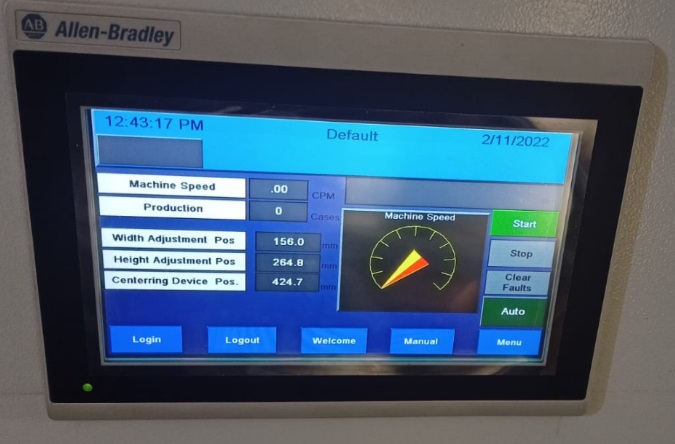 AB Allen-Bradley
12:43:17 PM
Default
2/11/2022
Machine Speed .00 CPM
Production 0 Cases
Width Adjustment Pos 156.0 mm
Height Adjustment Pos 264.8 mm
Centerring Device Pos. 424.7 mm
Machine Speed
Start
Stop
Clear
Faults
Auto
Login Logout Welcome Manual Menu